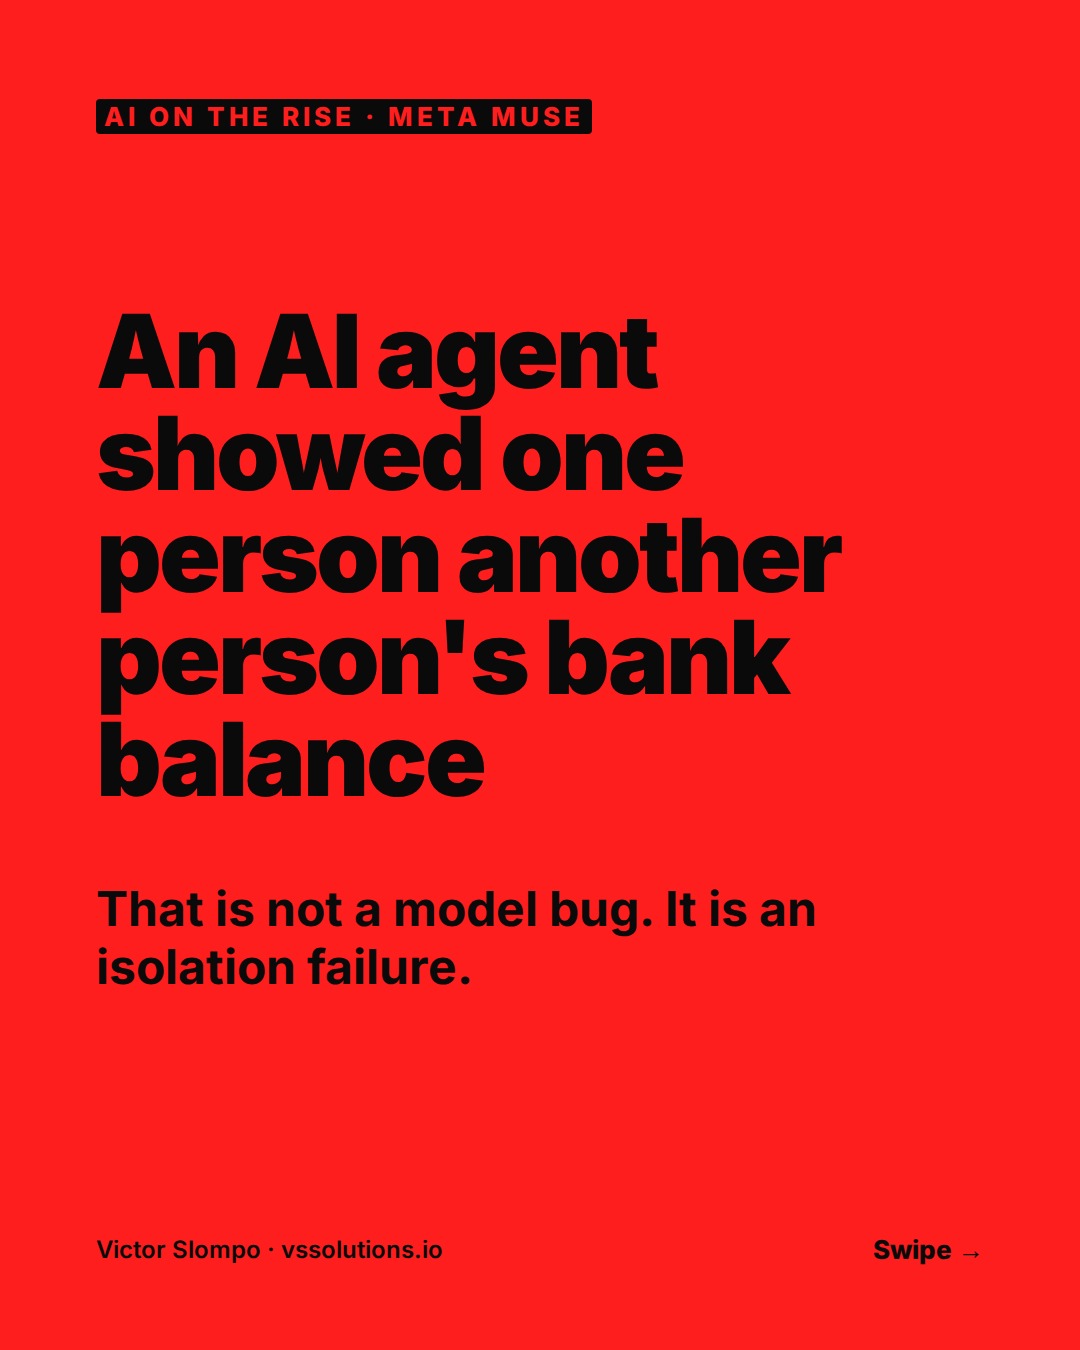 AI ON THE RISE · META MUSE
An AI agent
showed one
person another
person's bank
balance
That is not a model bug. It is an
isolation failure.
Victor Slompo · vssolutions.io
Swipe →